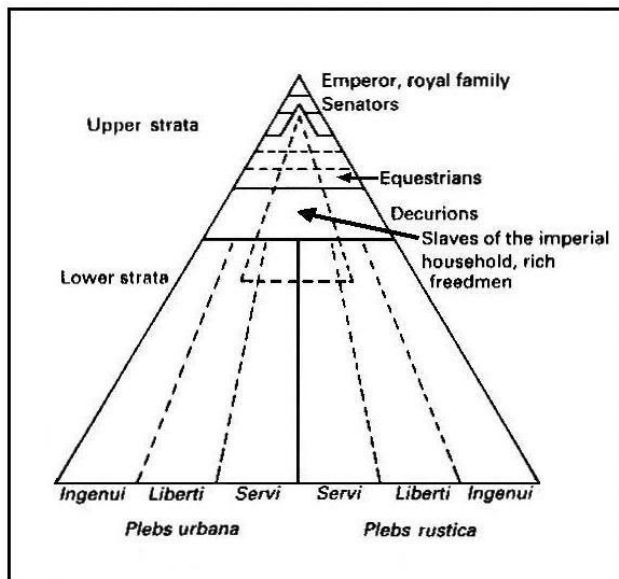 Emperor, royal family
Senators
Upper strata
Equestrians
Decurions
Slaves of the imperial
household, rich
freedmen
Lower strata
Ingenui Liberti Servi Servi Liberti Ingenui
Plebs urbana Plebs rustica